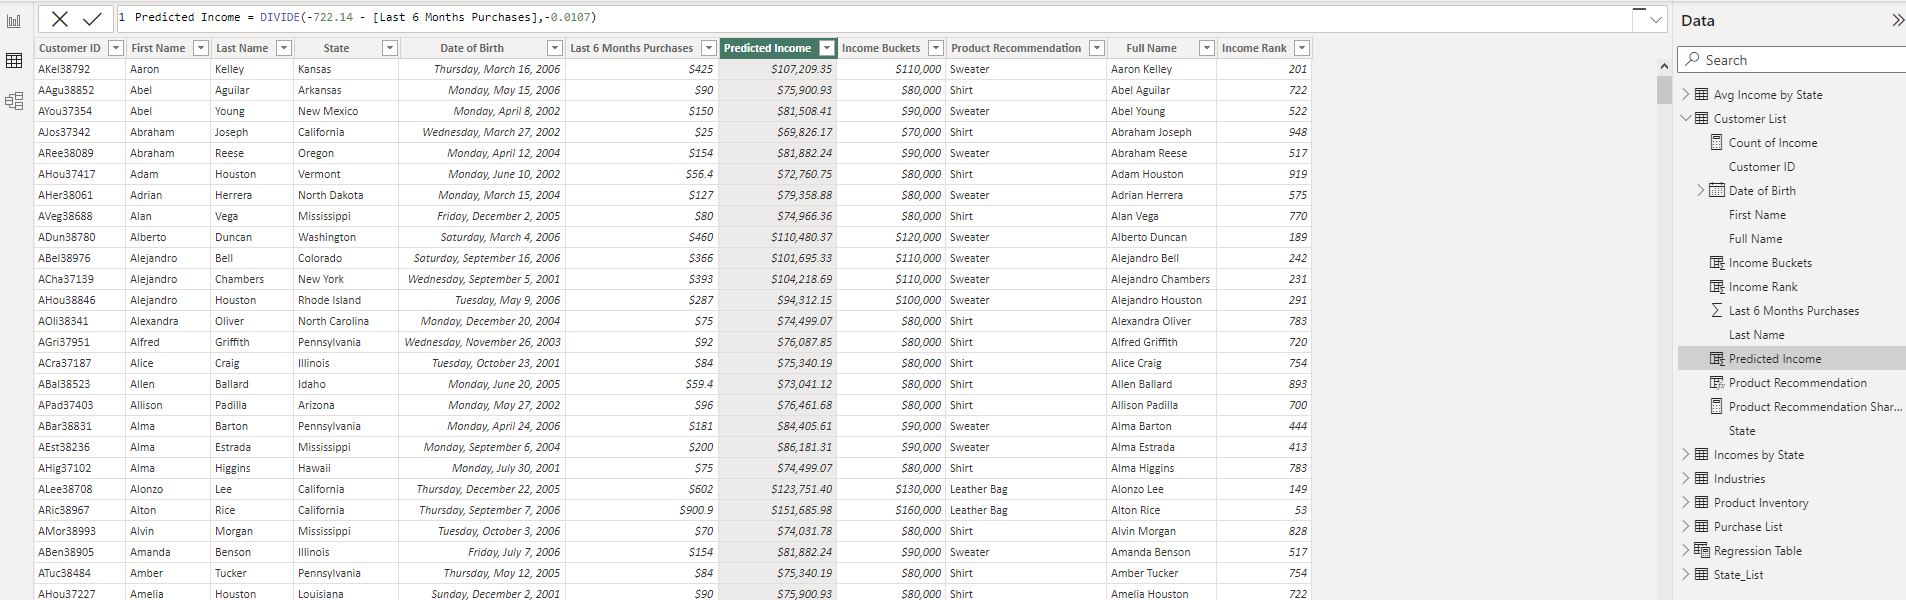 1 Predicted Income = DIVIDE(-722.14 - [Last 6 Months Purchases],-0.0107)
Customer ID First Name Last Name State Date of Birth Last 6 Months Purchases Predicted Income Income Buckets Product Recommendation Full Name Income Rank
AKel38792 Aaron Kelley Kansas Thursday, March 16, 2006 $425 $107,209.35 $110,000 Sweater Aaron Kelley 201
AAgu38852 Abel Aguilar Arkansas Monday, May 15, 2006 $90 $75,900.93 $80,000 Shirt Abel Aguilar 722
AYou37354 Abel Young New Mexico Monday, April 8, 2002 $150 $81,508.41 $90,000 Sweater Abel Young 522
AJos37342 Abraham Joseph California Wednesday, March 27, 2002 $25 $69,826.17 $70,000 Shirt Abraham Joseph 948
ARee38089 Abraham Reese Oregon Monday, April 12, 2004 $154 $81,882.24 $90,000 Sweater Abraham Reese 517
AHou37417 Adam Houston Vermont Monday, June 10, 2002 $56.4 $72,760.75 $80,000 Shirt Adam Houston 919
AHer38061 Adrian Herrera North Dakota Monday, March 15, 2004 $127 $79,358.88 $80,000 Sweater Adrian Herrera 575
AVeg38688 Alan Vega Mississippi Friday, December 2, 2005 $80 $74,966.36 $80,000 Shirt Alan Vega 770
ADun38780 Alberto Duncan Washington Saturday, March 4, 2006 $460 $110,480.37 $120,000 Sweater Alberto Duncan 189
ABel38976 Alejandro Bell Colorado Saturday, September 16, 2006 $366 $101,695.33 $110,000 Sweater Alejandro Bell 242
ACha37139 Alejandro Chambers New York Wednesday, September 5, 2001 $393 $104,218.69 $110,000 Sweater Alejandro Chambers 231
AHou38846 Alejandro Houston Rhode Island Tuesday, May 9, 2006 $287 $94,312.15 $100,000 Sweater Alejandro Houston 291
AOli38341 Alexandra Oliver North Carolina Monday, December 20, 2004 $75 $74,499.07 $80,000 Shirt Alexandra Oliver 783
AGri37951 Alfred Griffith Pennsylvania Wednesday, November 26, 2003 $92 $76,087.85 $80,000 Shirt Alfred Griffith 720
ACra37187 Alice Craig Illinois Tuesday, October 23, 2001 $84 $75,340.19 $80,000 Shirt Alice Craig 754
ABal38523 Allen Ballard Idaho Monday, June 20, 2005 $59.4 $73,041.12 $80,000 Shirt Allen Ballard 893
APad37403 Allison Padilla Arizona Monday, May 27, 2002 $96 $76,461.68 $80,000 Shirt Allison Padilla 700
ABar38831 Alma Barton Pennsylvania Monday, April 24, 2006 $181 $84,405.61 $90,000 Sweater Alma Barton 444
AEst38236 Alma Estrada Mississippi Monday, September 6, 2004 $200 $86,181.31 $90,000 Sweater Alma Estrada 413
AHig37102 Alma Higgins Hawaii Monday, July 30, 2001 $75 $74,499.07 $80,000 Shirt Alma Higgins 783
ALee38708 Alonzo Lee California Thursday, December 22, 2005 $602 $123,751.40 $130,000 Leather Bag Alonzo Lee 149
ARic38967 Alton Rice California Thursday, September 7, 2006 $900.9 $151,685.98 $160,000 Leather Bag Alton Rice 53
AMor38993 Alvin Morgan Mississippi Tuesday, October 3, 2006 $70 $74,031.78 $80,000 Shirt Alvin Morgan 828
ABen38905 Amanda Benson Illinois Friday, July 7, 2006 $154 $81,882.24 $90,000 Sweater Amanda Benson 517
ATuc38484 Amber Tucker Pennsylvania Thursday, May 12, 2005 $84 $75,340.19 $80,000 Shirt Amber Tucker 754
AHou37227 Amelia Houston Louisiana Sunday, December 2, 2001 $90 $75,900.93 $80,000 Shirt Amelia Houston 722
Data
Search
Avg Income by State
Customer List
Count of Income
Customer ID
Date of Birth
First Name
Full Name
Income Buckets
Income Rank
Last 6 Months Purchases
Last Name
Predicted Income
Product Recommendation
Product Recommendation Shar...
State
Incomes by State
Industries
Product Inventory
Purchase List
Regression Table
State_List